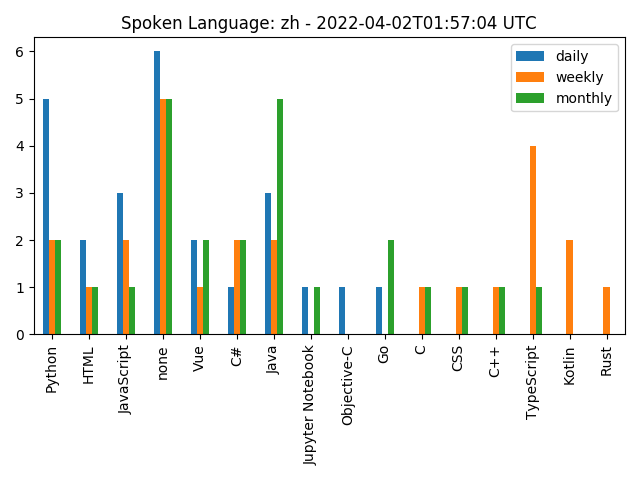 Spoken Language: zh - 2022-04-02T01:57:04 UTC
daily
weekly
monthly
6
5
4
3
2
1
0
Python
HTML
JavaScript
none
Vue
C#
Java
Jupyter Notebook
Objective-C
Go
C
CSS
C++
TypeScript
Kotlin
Rust